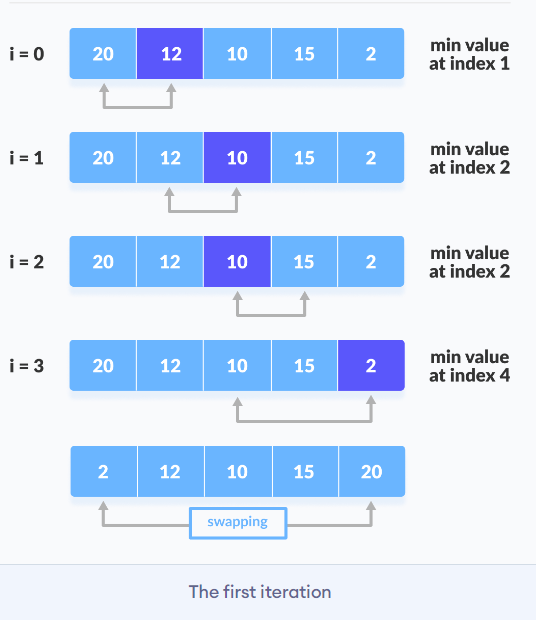 i = 0 20 12 10 15 2 min value
at index 1
i = 1 20 12 10 15 2 min value
at index 2
i = 2 20 12 10 15 2 min value
at index 2
i = 3 20 12 10 15 2 min value
at index 4
2 12 10 15 20
swapping
The first iteration